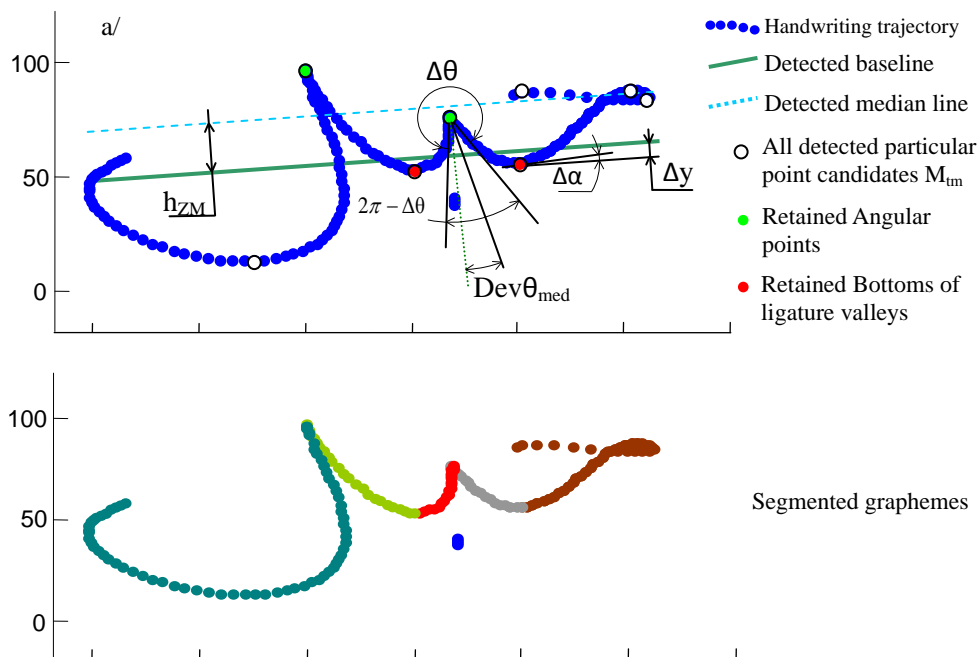 a/
100
50
0
h_ZM
Δθ
2π − Δθ
Devθ_med
Δα
Δy
Handwriting trajectory
Detected baseline
Detected median line
All detected particular
point candidates M_tm
Retained Angular
points
Retained Bottoms of
ligature valleys
100
50
0
Segmented graphemes